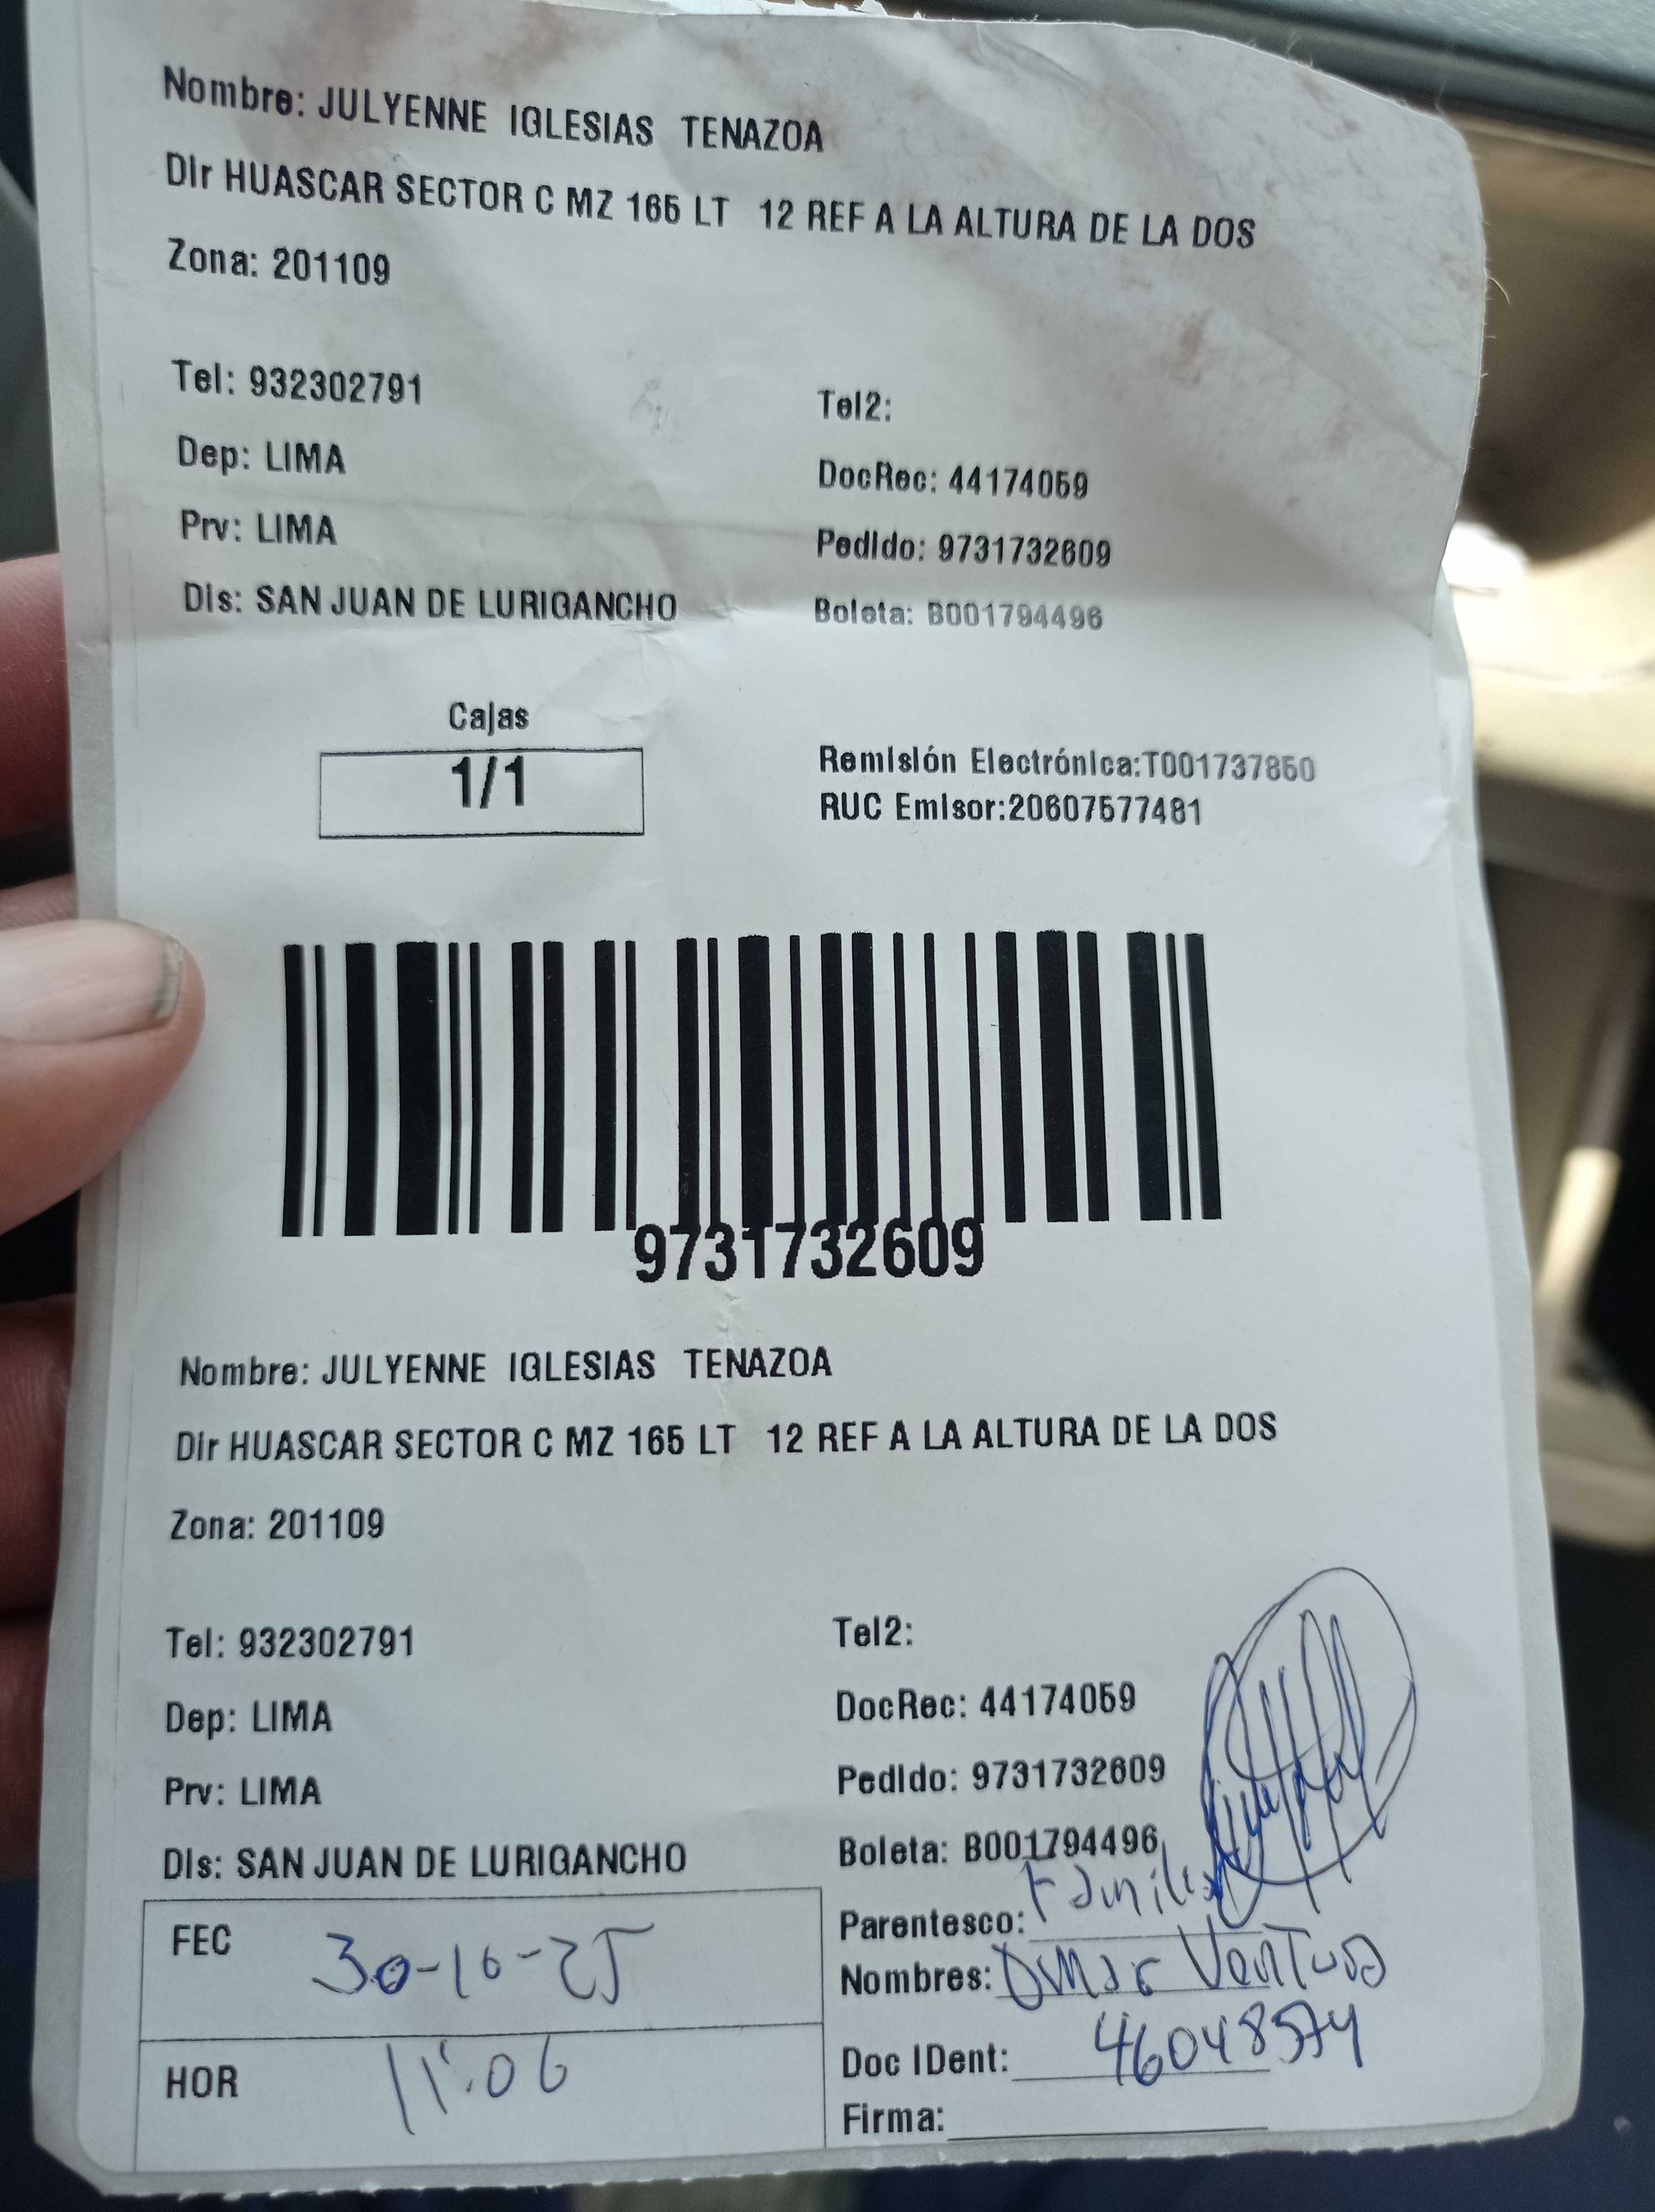 Nombre: JULYENNE IGLESIAS TENAZOA
Dir HUASCAR SECTOR C MZ 165 LT 12 REF A LA ALTURA DE LA DOS
Zona: 201109
Tel: 932302791
Tel2:
Dep: LIMA
DocRec: 44174059
Prv: LIMA
Pedido: 9731732609
Dis: SAN JUAN DE LURIGANCHO
Boleta: B001794496
Cajas
1/1
Remisión Electrónica:T001737850
RUC Emisor:20607577481
9731732609
Nombre: JULYENNE IGLESIAS TENAZOA
Dir HUASCAR SECTOR C MZ 165 LT 12 REF A LA ALTURA DE LA DOS
Zona: 201109
Tel: 932302791
Tel2:
Dep: LIMA
DocRec: 44174059
Prv: LIMA
Pedido: 9731732609
Dis: SAN JUAN DE LURIGANCHO
Boleta: B001794496
FEC 30-10-25
Parentesco: Familiar
Nombres: Omar Ventura
HOR 11:06
Doc IDent: 46048574
Firma: